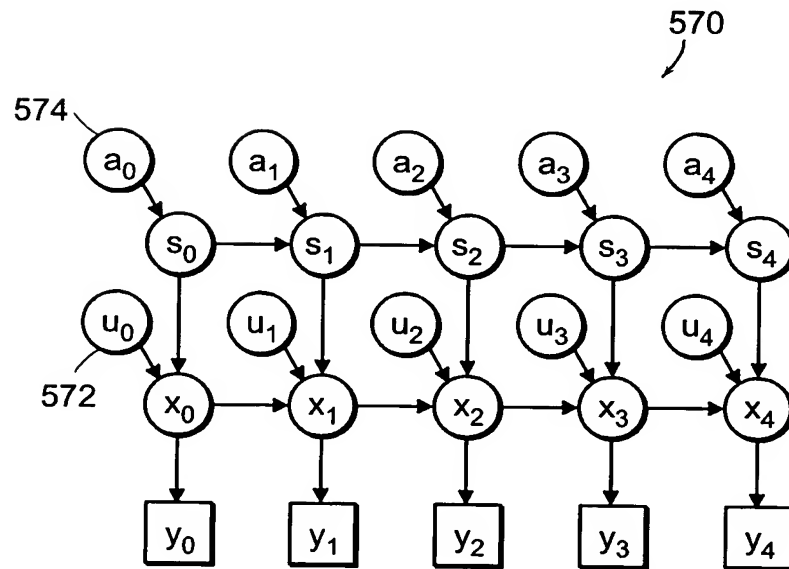 570
574
a₀ a₁ a₂ a₃ a₄
s₀ s₁ s₂ s₃ s₄
u₀ u₁ u₂ u₃ u₄
572
x₀ x₁ x₂ x₃ x₄
y₀ y₁ y₂ y₃ y₄